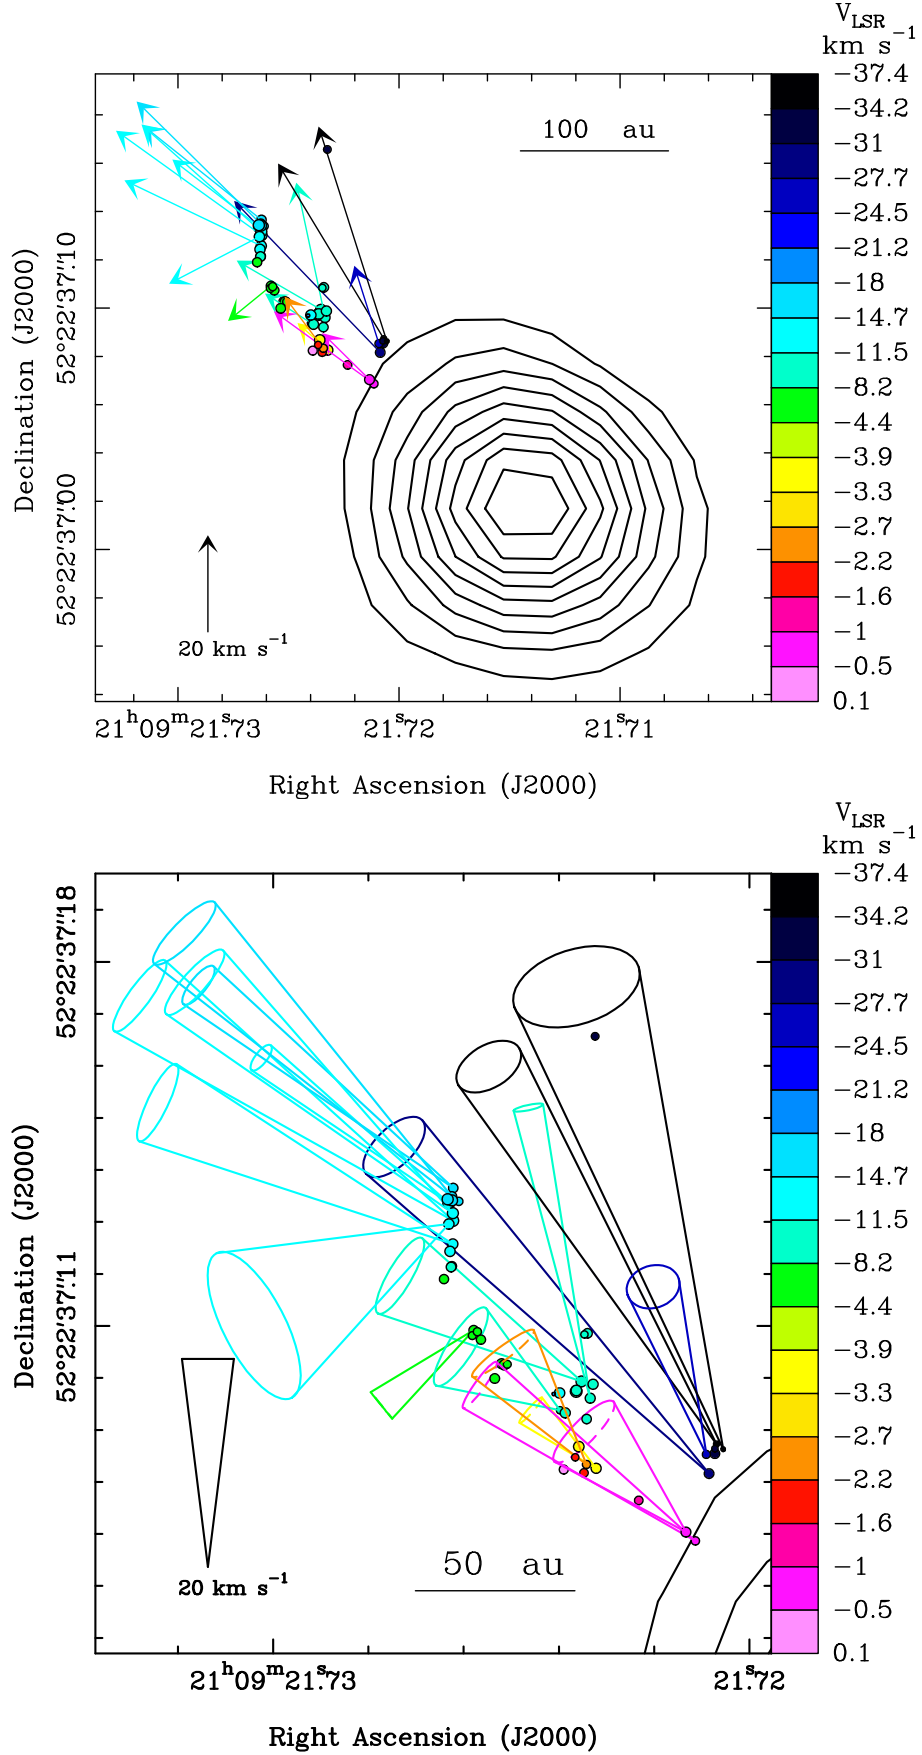 V_LSR
km s⁻¹
−37.4
−34.2
−31
−27.7
−24.5
−21.2
−18
−14.7
−11.5
−8.2
−4.4
−3.9
−3.3
−2.7
−2.2
−1.6
−1
−0.5
0.1
100 au
Declination (J2000)
52°22′37″.10
52°22′37″.00
20 km s⁻¹
21ʰ09ᵐ21ˢ.73
21ˢ.72
21ˢ.71
Right Ascension (J2000)
V_LSR
km s⁻¹
−37.4
−34.2
−31
−27.7
−24.5
−21.2
−18
−14.7
−11.5
−8.2
−4.4
−3.9
−3.3
−2.7
−2.2
−1.6
−1
−0.5
0.1
Declination (J2000)
52°22′37″.18
52°22′37″.11
20 km s⁻¹
50 au
21ʰ09ᵐ21ˢ.73
21ˢ.72
Right Ascension (J2000)